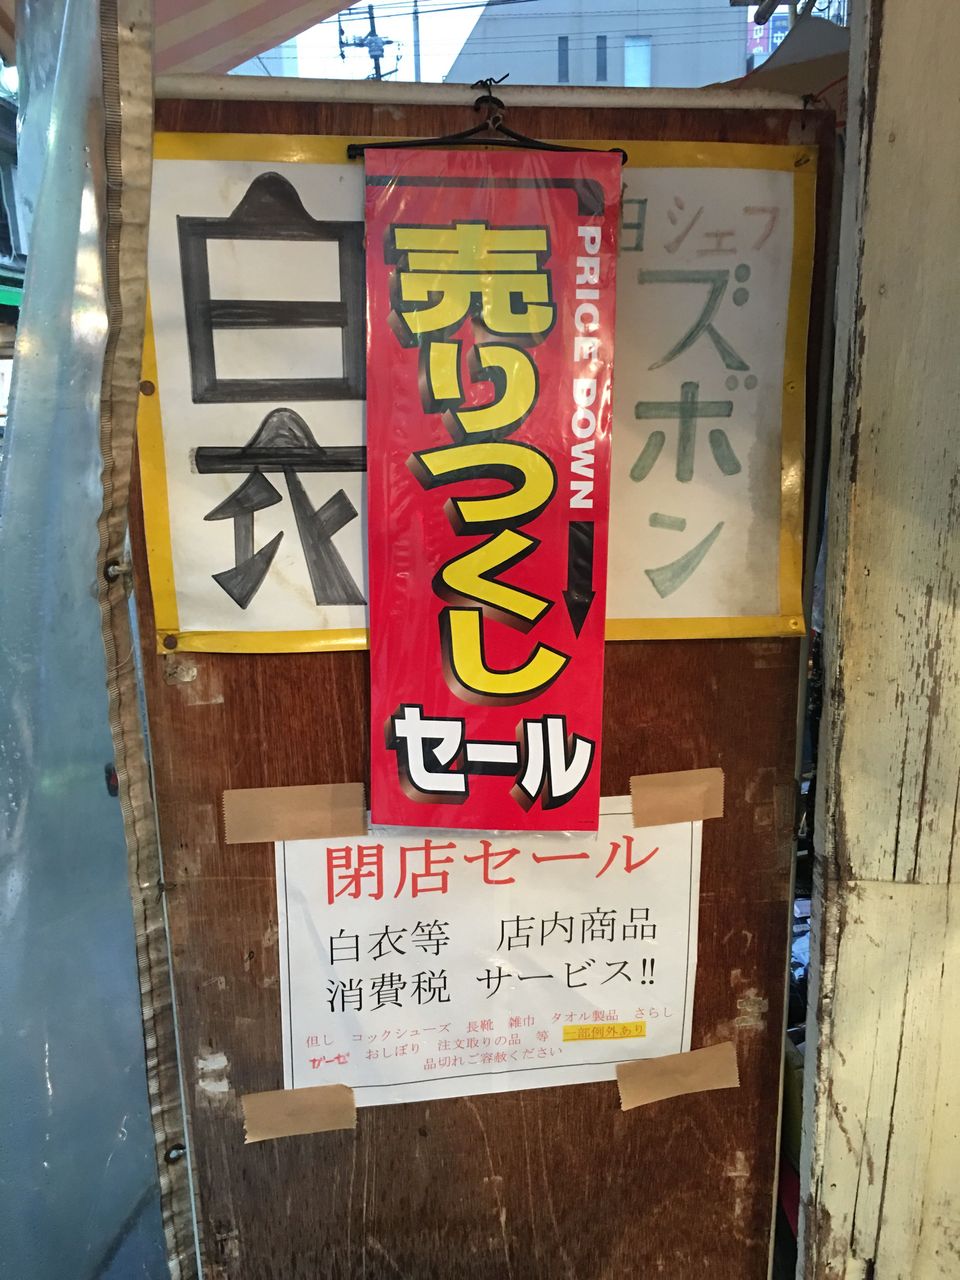 白衣
売りつくし
セール
PRICE DOWN
シェフ
ズボン
閉店セール
白衣等 店内商品
消費税 サービス!!
但し コックシューズ 長靴 雑巾 タオル製品 さらし
ガーゼ おしぼり 注文取りの品 等 一部例外あり
品切れご容赦ください